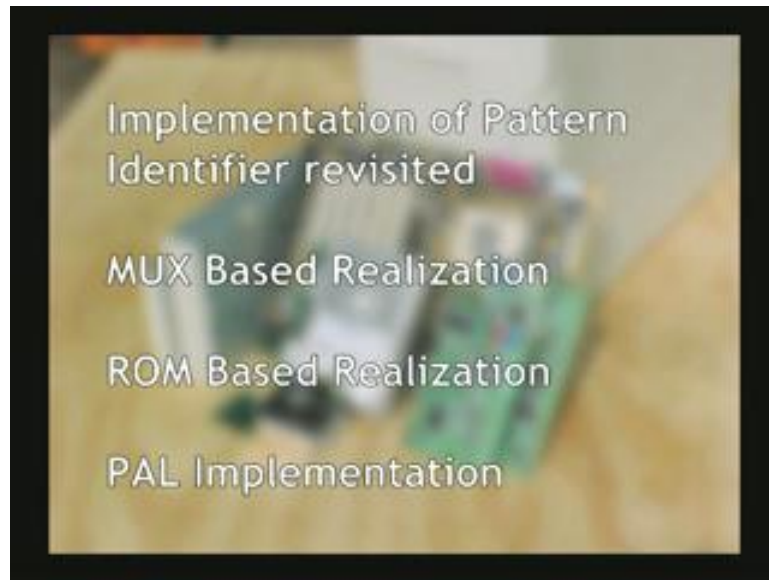 Implementation of Pattern
Identifier revisited
MUX Based Realization
ROM Based Realization
PAL Implementation